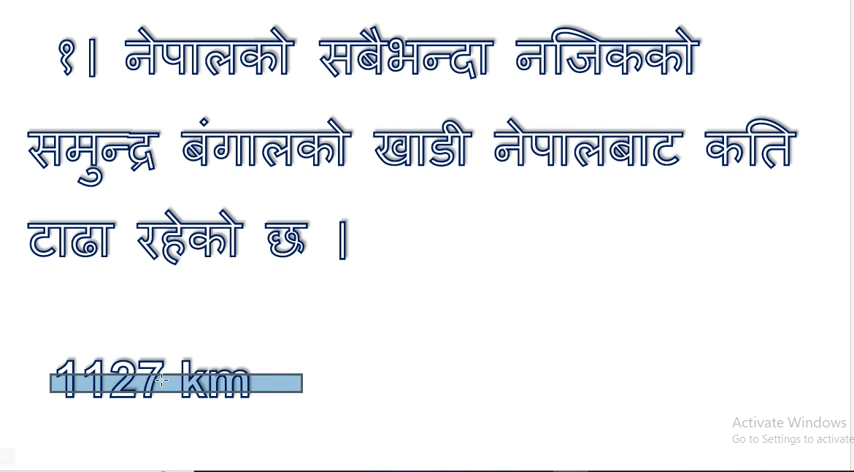 १| नेपालको सबैभन्दा नजिकको
समुन्द्र बंगालको खाडी नेपालबाट कति
टाढा रहेको छ |
1127 km
Activate Windows
Go to Settings to activate